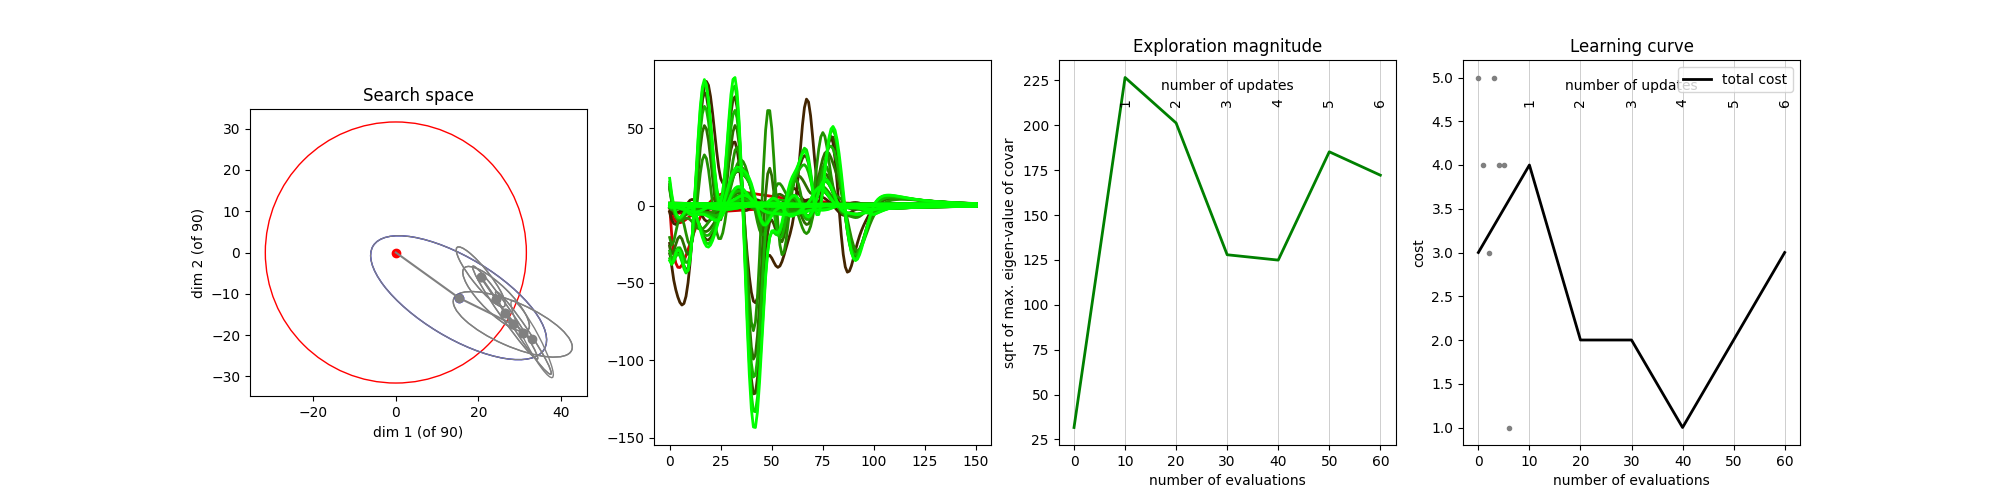 Search space
30
20
10
0
−10
−20
−30
−20 0 20 40
dim 1 (of 90)
dim 2 (of 90)
50
0
−50
−100
−150
0 25 50 75 100 125 150
Exploration magnitude
number of updates
1 2 3 4 5 6
225
200
175
150
125
100
75
50
25
0 10 20 30 40 50 60
number of evaluations
sqrt of max. eigen-value of covar
Learning curve
number of updates
total cost
1 2 3 4 5 6
5.0
4.5
4.0
3.5
3.0
2.5
2.0
1.5
1.0
0 10 20 30 40 50 60
number of evaluations
cost